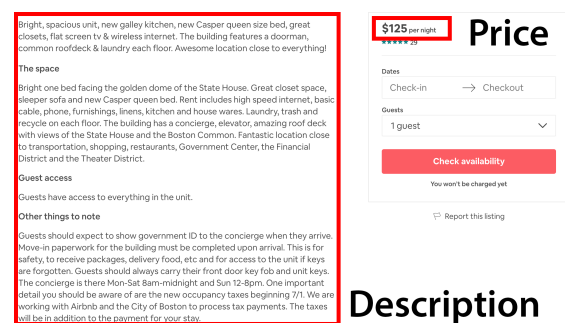 Bright, spacious unit, new galley kitchen, new Casper queen size bed, great
closets, flat screen tv & wireless internet. The building features a doorman,
common roofdeck & laundry each floor. Awesome location close to everything!
The space
Bright one bed facing the golden dome of the State House. Great closet space,
sleeper sofa and new Casper queen bed. Rent includes high speed internet, basic
cable, phone, furnishings, linens, kitchen and house wares. Laundry, trash and
recycle on each floor. The building has a concierge, elevator, amazing roof deck
with views of the State House and the Boston Common. Fantastic location close
to transportation, shopping, restaurants, Government Center, the Financial
District and the Theater District.
Guest access
Guests have access to everything in the unit.
Other things to note
Guests should expect to show government ID to the concierge when they arrive.
Move-in paperwork for the building must be completed upon arrival. This is for
safety, to receive packages, delivery food, etc and for access to the unit if keys
are forgotten. Guests should always carry their front door key fob and unit keys.
The concierge is there Mon-Sat 8am-midnight and Sun 12-8pm. One important
detail you should be aware of are the new occupancy taxes beginning 7/1. We are
working with Airbnb and the City of Boston to process tax payments. The taxes
will be in addition to the payment for your stay.
$125 per night
★★★★★ 29
Price
Dates
Check-in → Checkout
Guests
1 guest
Check availability
You won't be charged yet
Report this listing
Description